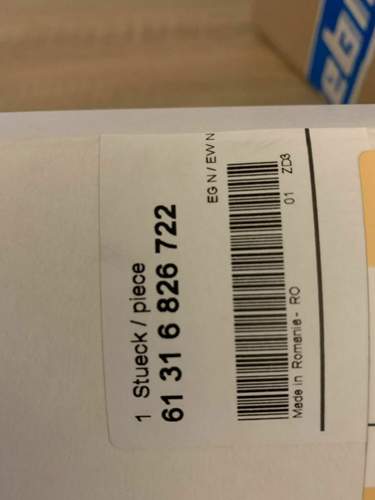 1 Stueck / piece
61 31 6 826 722
EG N / EW N
01 ZD3
Made in Romania - RO